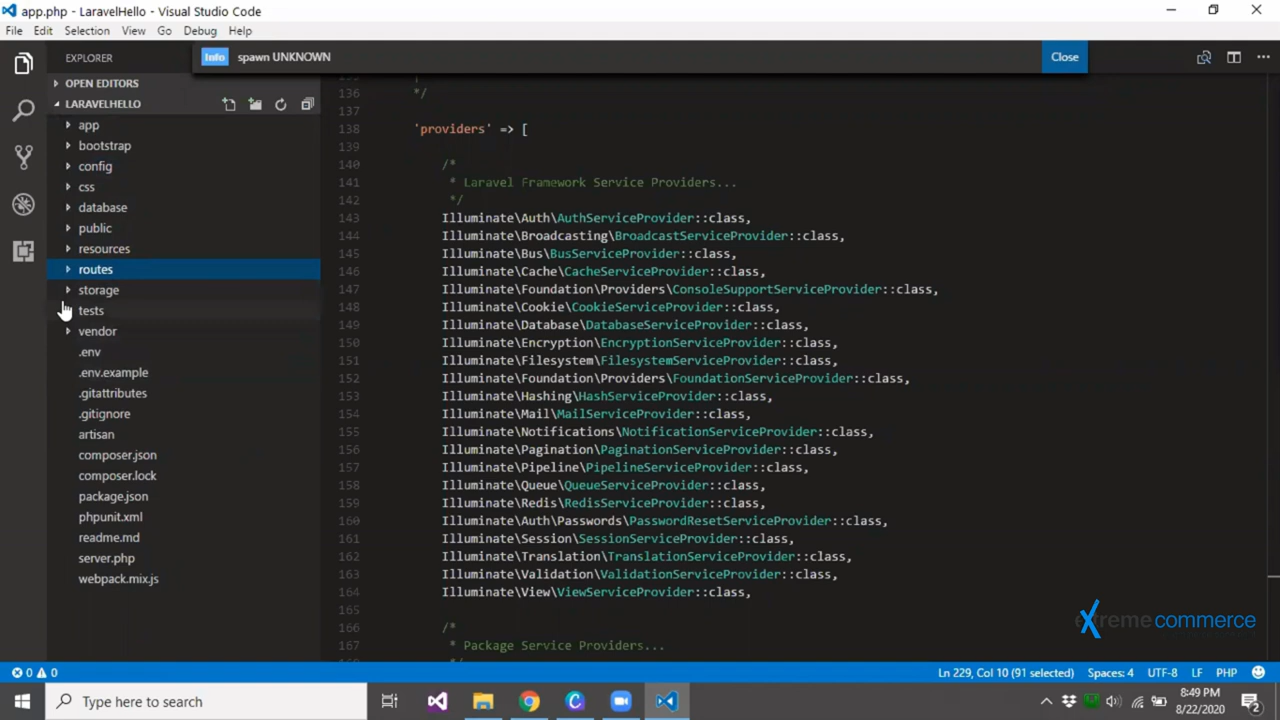 app.php - LaravelHello - Visual Studio Code
File Edit Selection View Go Debug Help
EXPLORER
Info spawn UNKNOWN Close
OPEN EDITORS
LARAVELHELLO
app
bootstrap
config
css
database
public
resources
routes
storage
tests
vendor
.env
.env.example
.gitattributes
.gitignore
artisan
composer.json
composer.lock
package.json
phpunit.xml
readme.md
server.php
webpack.mix.js
136 */
137
138 'providers' => [
139
140 /*
141 * Laravel Framework Service Providers...
142 */
143 Illuminate\Auth\AuthServiceProvider::class,
144 Illuminate\Broadcasting\BroadcastServiceProvider::class,
145 Illuminate\Bus\BusServiceProvider::class,
146 Illuminate\Cache\CacheServiceProvider::class,
147 Illuminate\Foundation\Providers\ConsoleSupportServiceProvider::class,
148 Illuminate\Cookie\CookieServiceProvider::class,
149 Illuminate\Database\DatabaseServiceProvider::class,
150 Illuminate\Encryption\EncryptionServiceProvider::class,
151 Illuminate\Filesystem\FilesystemServiceProvider::class,
152 Illuminate\Foundation\Providers\FoundationServiceProvider::class,
153 Illuminate\Hashing\HashServiceProvider::class,
154 Illuminate\Mail\MailServiceProvider::class,
155 Illuminate\Notifications\NotificationServiceProvider::class,
156 Illuminate\Pagination\PaginationServiceProvider::class,
157 Illuminate\Pipeline\PipelineServiceProvider::class,
158 Illuminate\Queue\QueueServiceProvider::class,
159 Illuminate\Redis\RedisServiceProvider::class,
160 Illuminate\Auth\Passwords\PasswordResetServiceProvider::class,
161 Illuminate\Session\SessionServiceProvider::class,
162 Illuminate\Translation\TranslationServiceProvider::class,
163 Illuminate\Validation\ValidationServiceProvider::class,
164 Illuminate\View\ViewServiceProvider::class,
165
166 /*
167 * Package Service Providers...
extreme commerce
0 0 Ln 229, Col 10 (91 selected) Spaces: 4 UTF-8 LF PHP
Type here to search
8:49 PM
8/22/2020
2